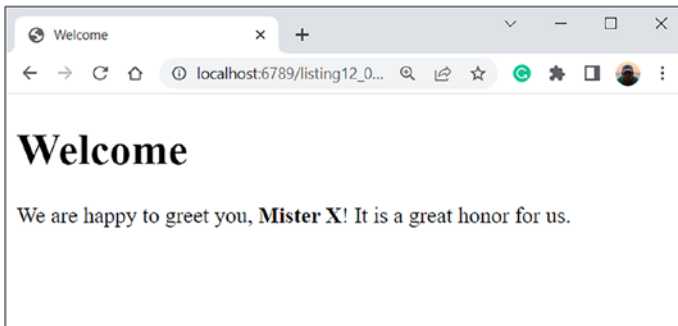 Welcome
localhost:6789/listing12_0...
Welcome
We are happy to greet you, Mister X! It is a great honor for us.